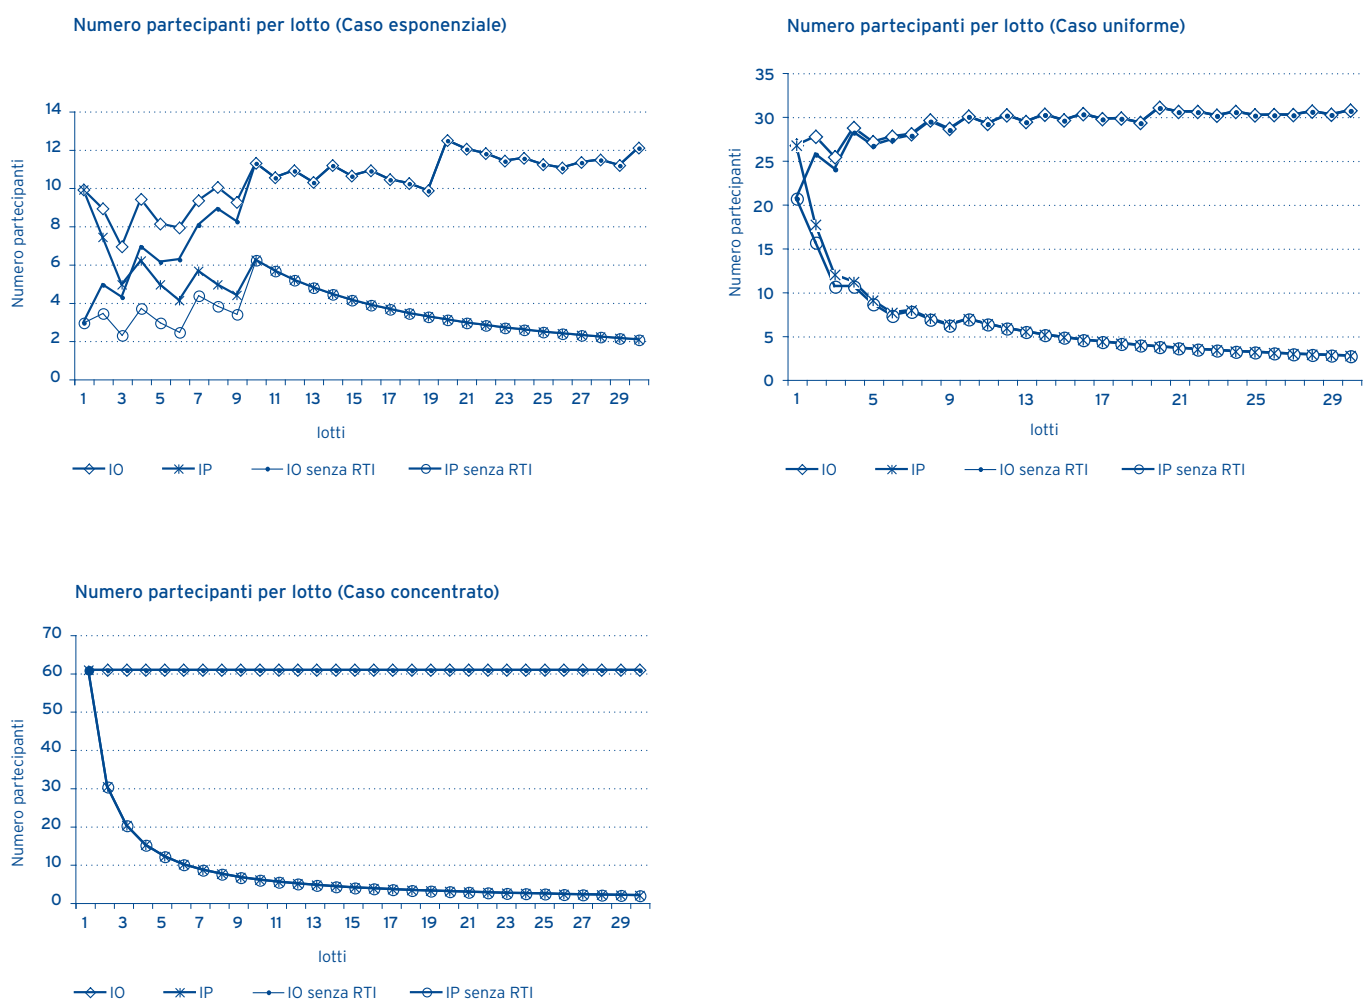 Numero partecipanti per lotto (Caso esponenziale)
Numero partecipanti
14
12
10
8
6
4
2
0
1 3 5 7 9 11 13 15 17 19 21 23 25 27 29
lotti
IO IP IO senza RTI IP senza RTI
Numero partecipanti per lotto (Caso uniforme)
Numero partecipanti
35
30
25
20
15
10
5
0
1 5 9 13 17 21 25 29
lotti
IO IP IO senza RTI IP senza RTI
Numero partecipanti per lotto (Caso concentrato)
Numero partecipanti
70
60
50
40
30
20
10
0
1 3 5 7 9 11 13 15 17 19 21 23 25 27 29
lotti
IO IP IO senza RTI IP senza RTI